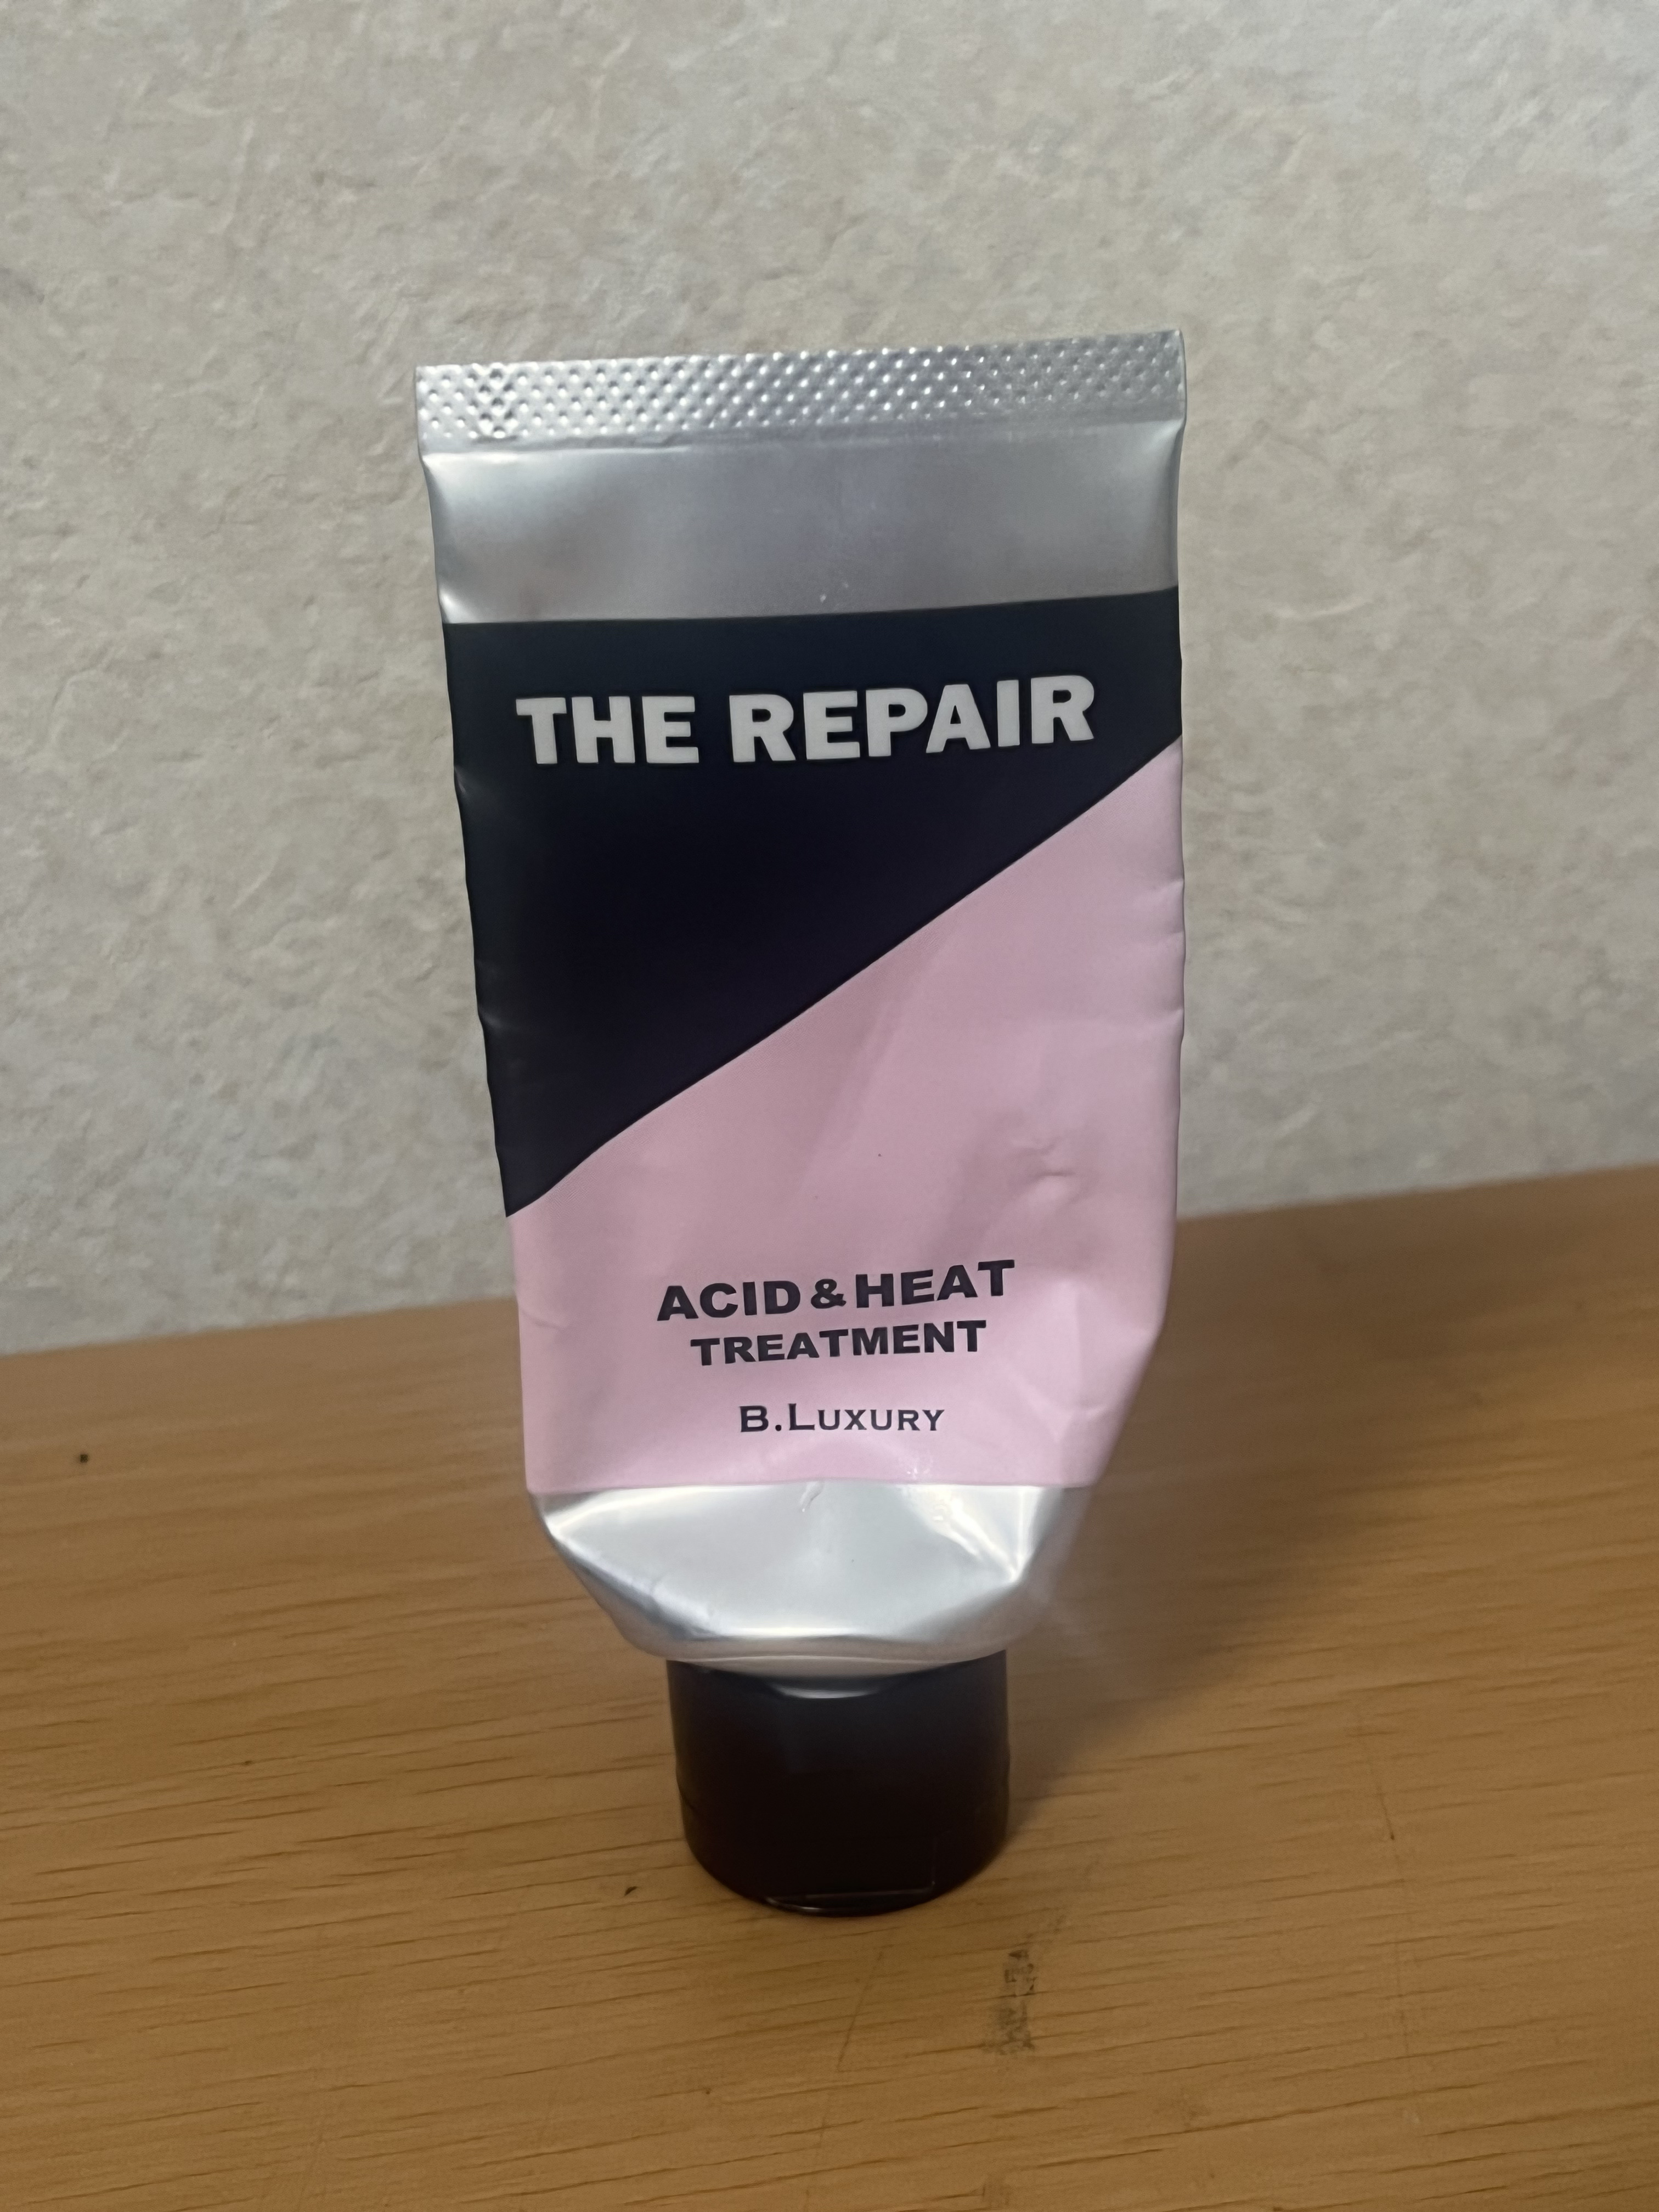 THE REPAIR
ACID & HEAT
TREATMENT
B.LUXURY